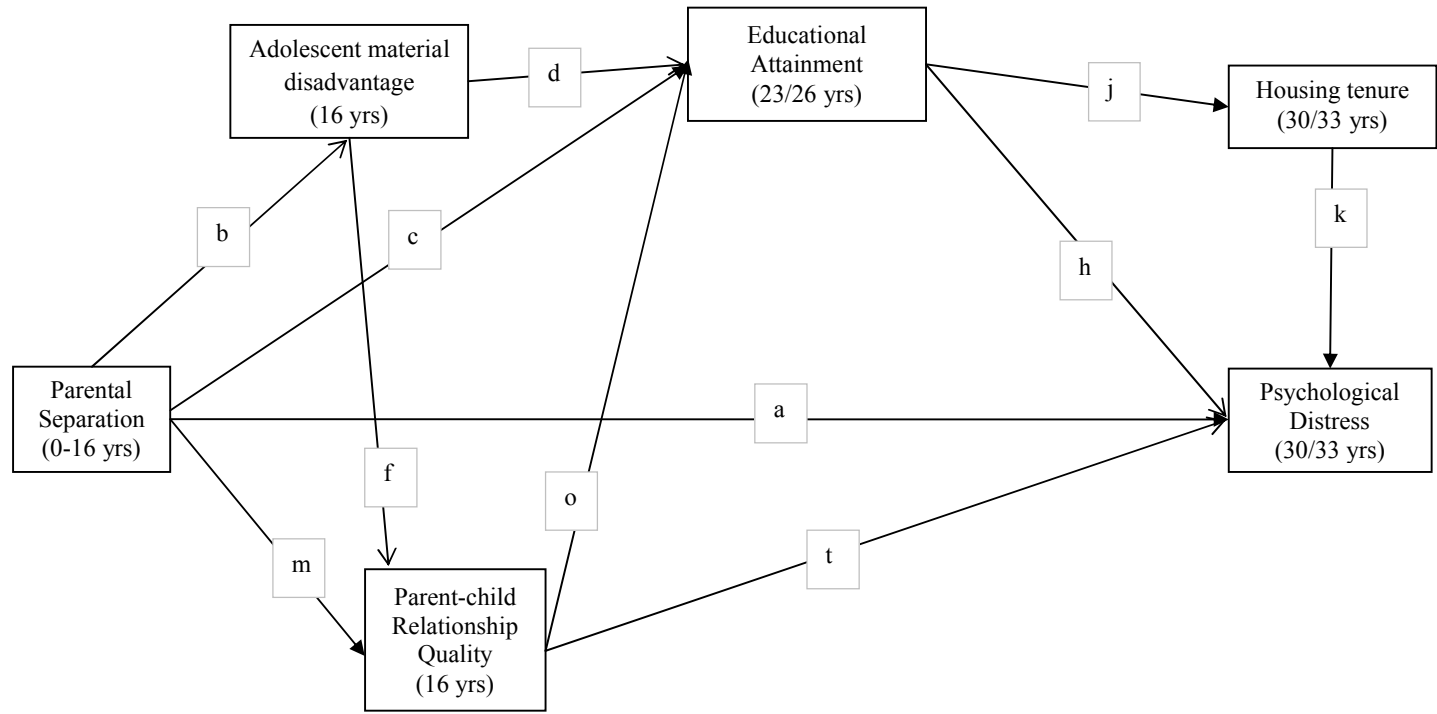 Adolescent material
disadvantage
(16 yrs)
d
Educational
Attainment
(23/26 yrs)
j
Housing tenure
(30/33 yrs)
b
c
k
h
Parental
Separation
(0-16 yrs)
a
Psychological
Distress
(30/33 yrs)
f
o
m
t
Parent-child
Relationship
Quality
(16 yrs)